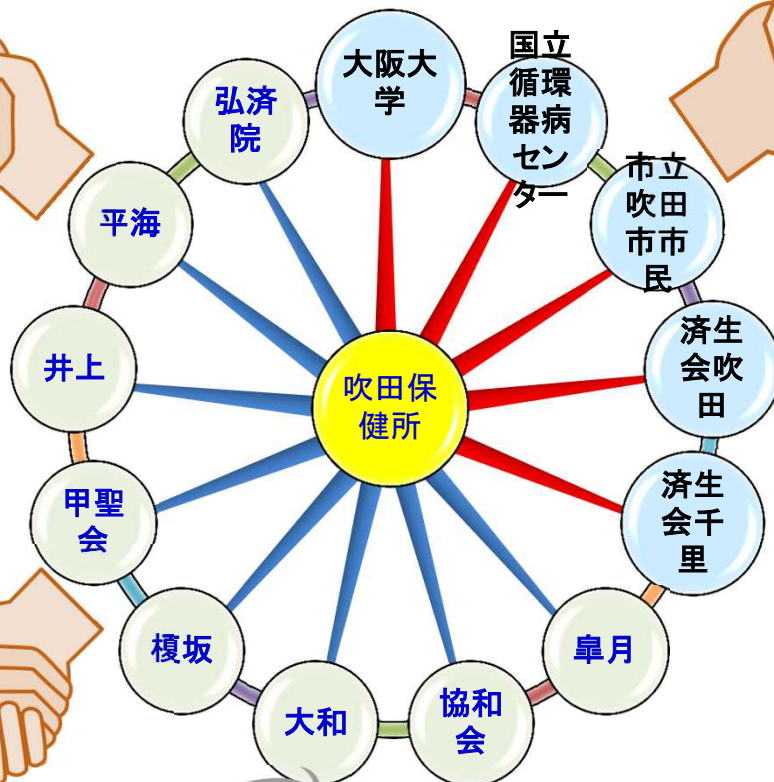 大阪大
学
国立
循環
器病
セン
ター
市立
吹田
市市
民
済生
会吹
田
済生
会千
里
皐月
協和
会
大和
榎坂
甲聖
会
井上
平海
弘済
院
吹田保
健所